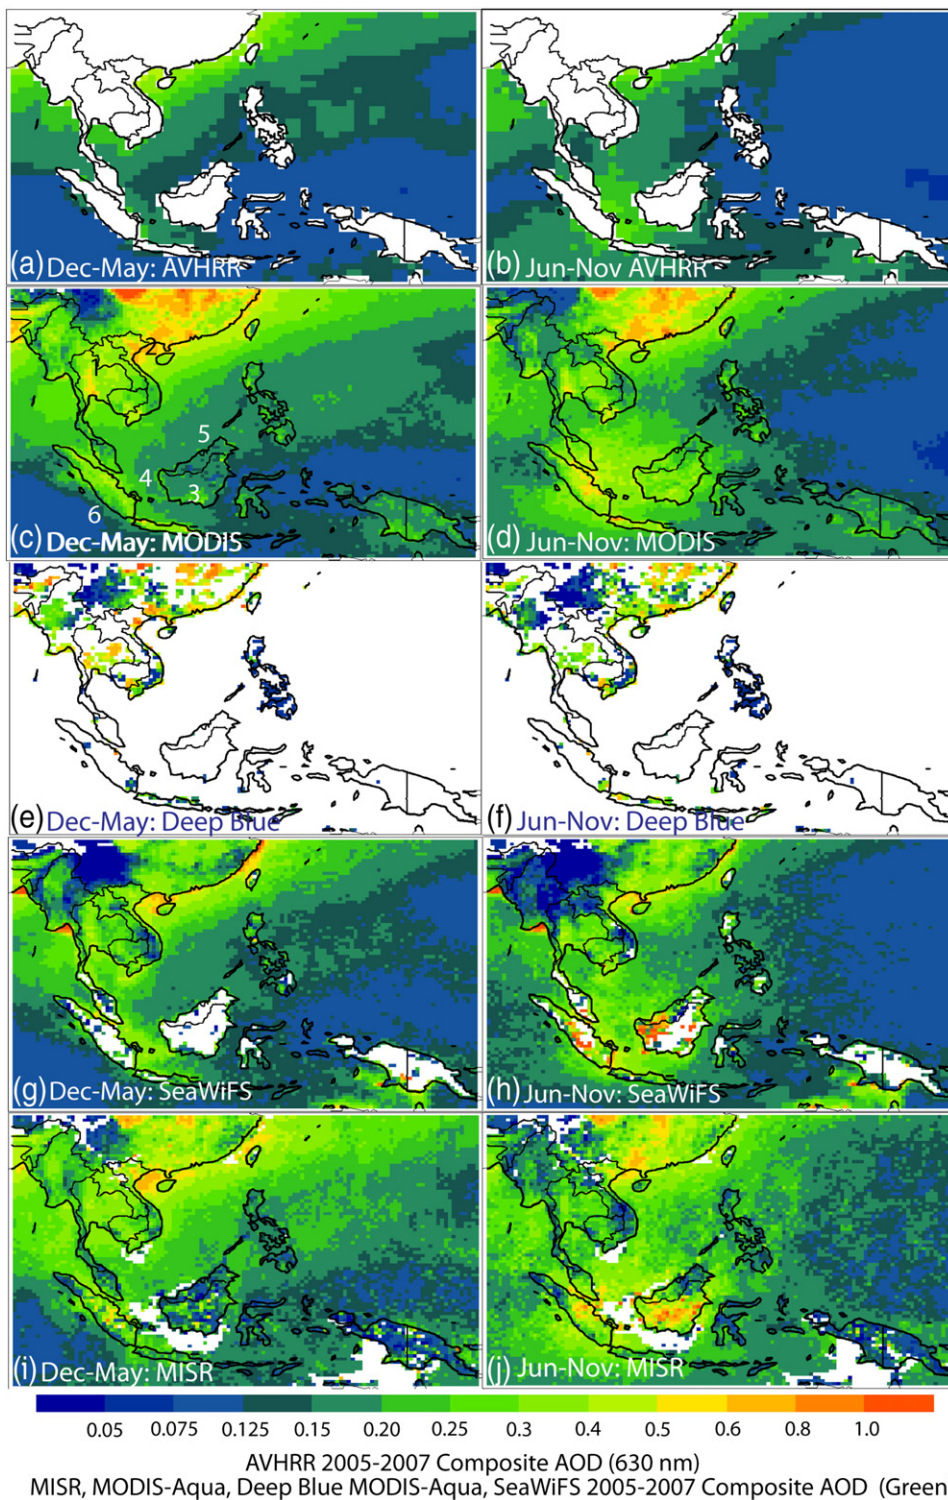 (a) Dec-May: AVHRR
(b) Jun-Nov AVHRR
5
4
3
6
(c) Dec-May: MODIS
(d) Jun-Nov: MODIS
(e) Dec-May: Deep Blue
(f) Jun-Nov: Deep Blue
(g) Dec-May: SeaWiFS
(h) Jun-Nov: SeaWiFS
(i) Dec-May: MISR
(j) Jun-Nov: MISR
0.05 0.075 0.125 0.15 0.20 0.25 0.3 0.4 0.5 0.6 0.8 1.0
AVHRR 2005-2007 Composite AOD (630 nm)
MISR, MODIS-Aqua, Deep Blue MODIS-Aqua, SeaWiFS 2005-2007 Composite AOD (Green